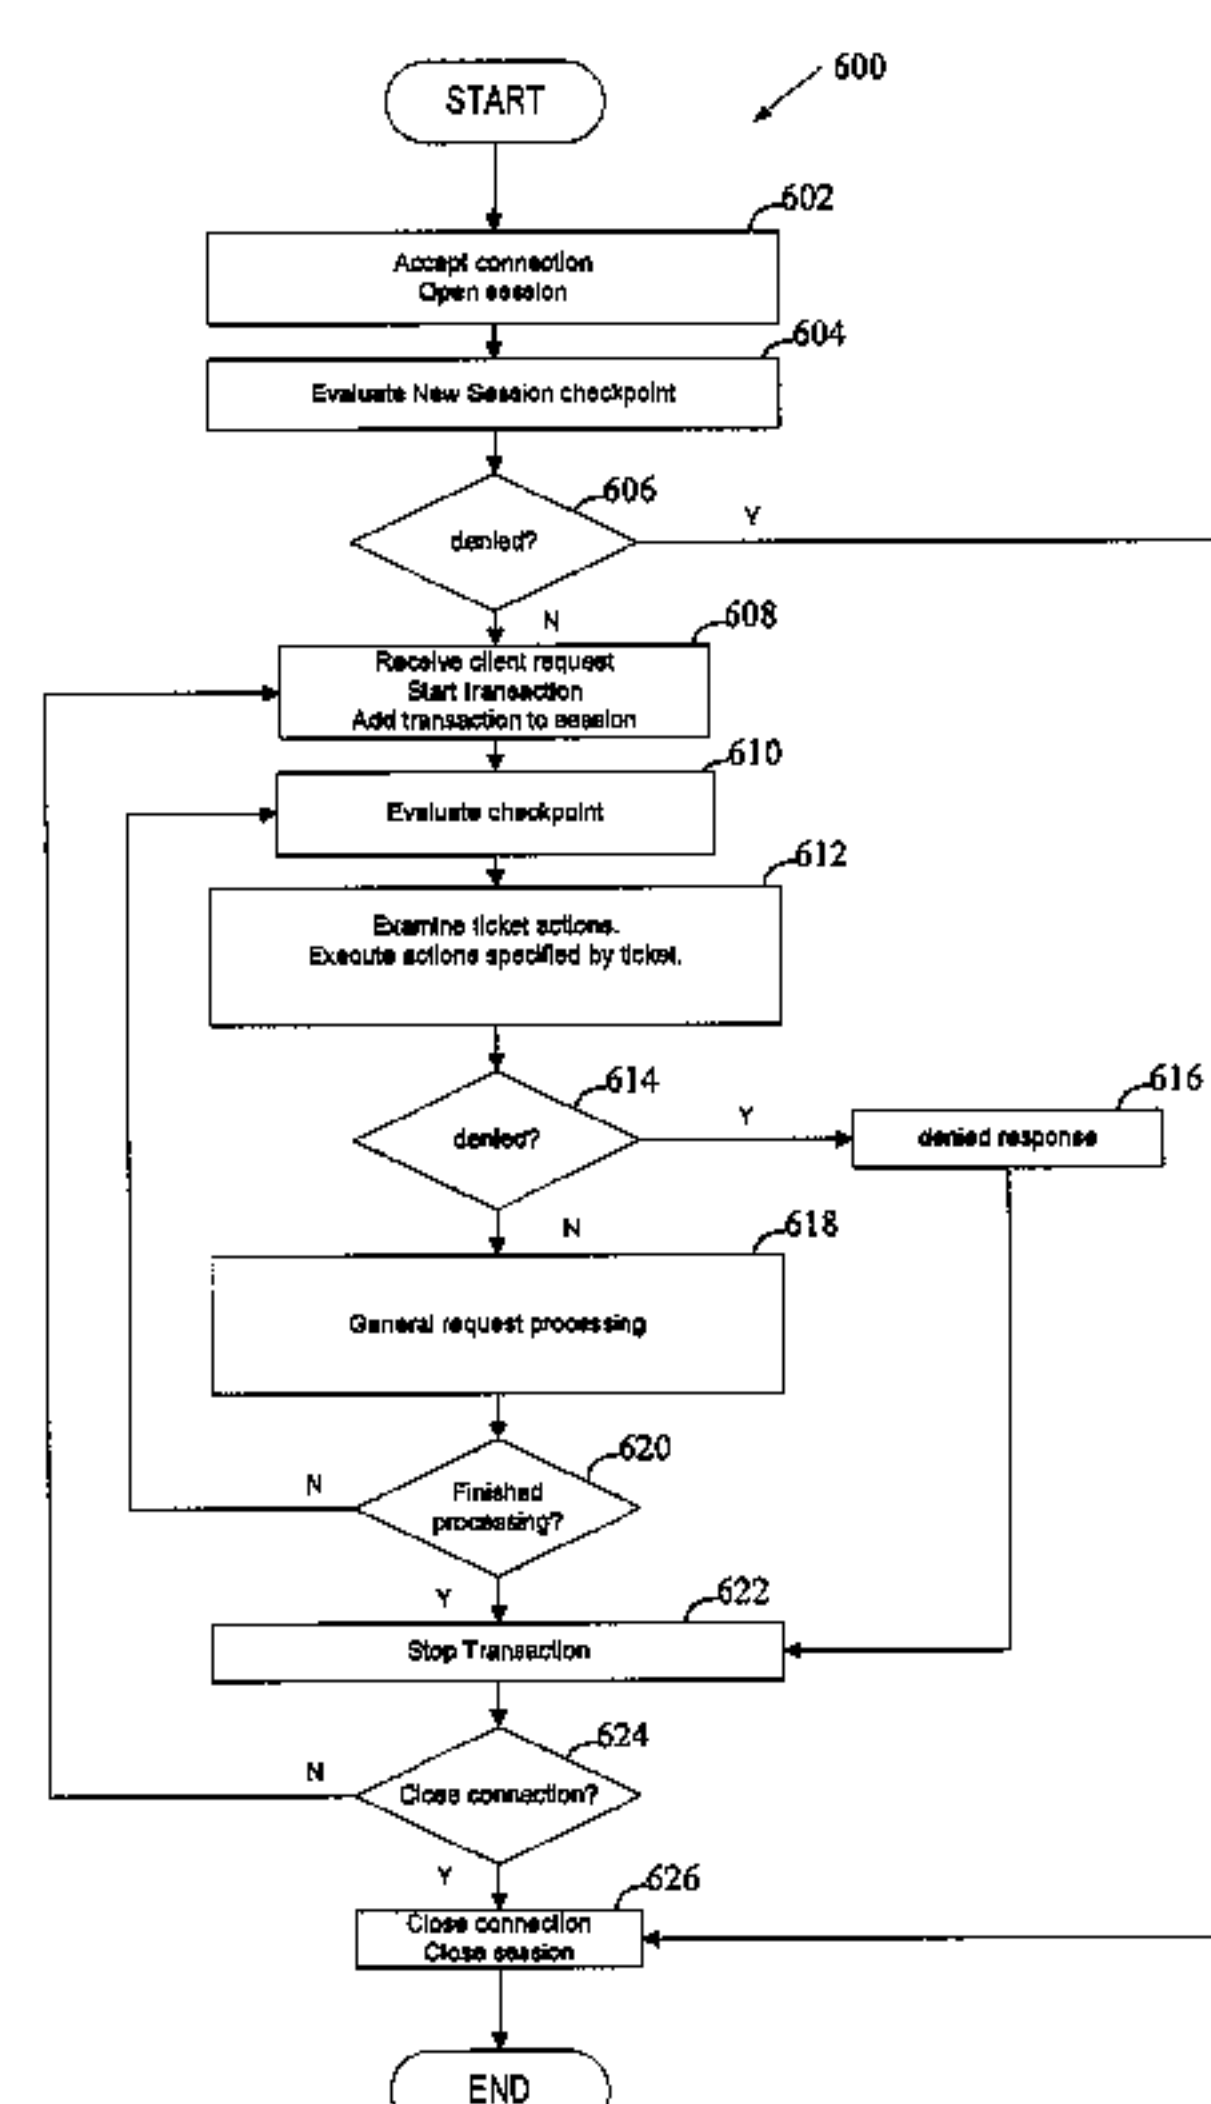 600
START
602
Accept connection
Open session
604
Evaluate New Session checkpoint
606
denied?
Y
N
608
Receive client request
Start transaction
Add transaction to session
610
Evaluate checkpoint
612
Examine ticket actions.
Execute actions specified by ticket.
614
denied?
Y
616
denied response
N
618
General request processing
620
Finished
processing?
N
Y
622
Stop Transaction
624
Close connection?
N
Y
626
Close connection
Close session
END